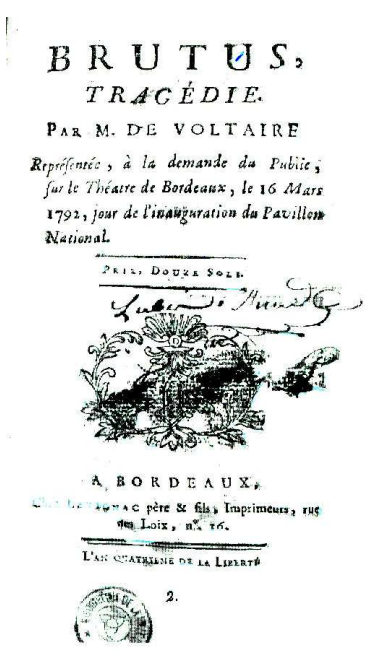 BRUTUS,
TRAGÉDIE.
PAR M. DE VOLTAIRE
Représentée, à la demande du Public,
sur le Théatre de Bordeaux, le 16 Mars
1792, jour de l'inauguration du Pavillon
National.
PRIX, DOUZE SOLS.
A BORDEAUX,
père & fils, Imprimeurs, rue
des Loix, n°. 16.
L'AN QUATRIEME DE LA LIBERTÉ
2.